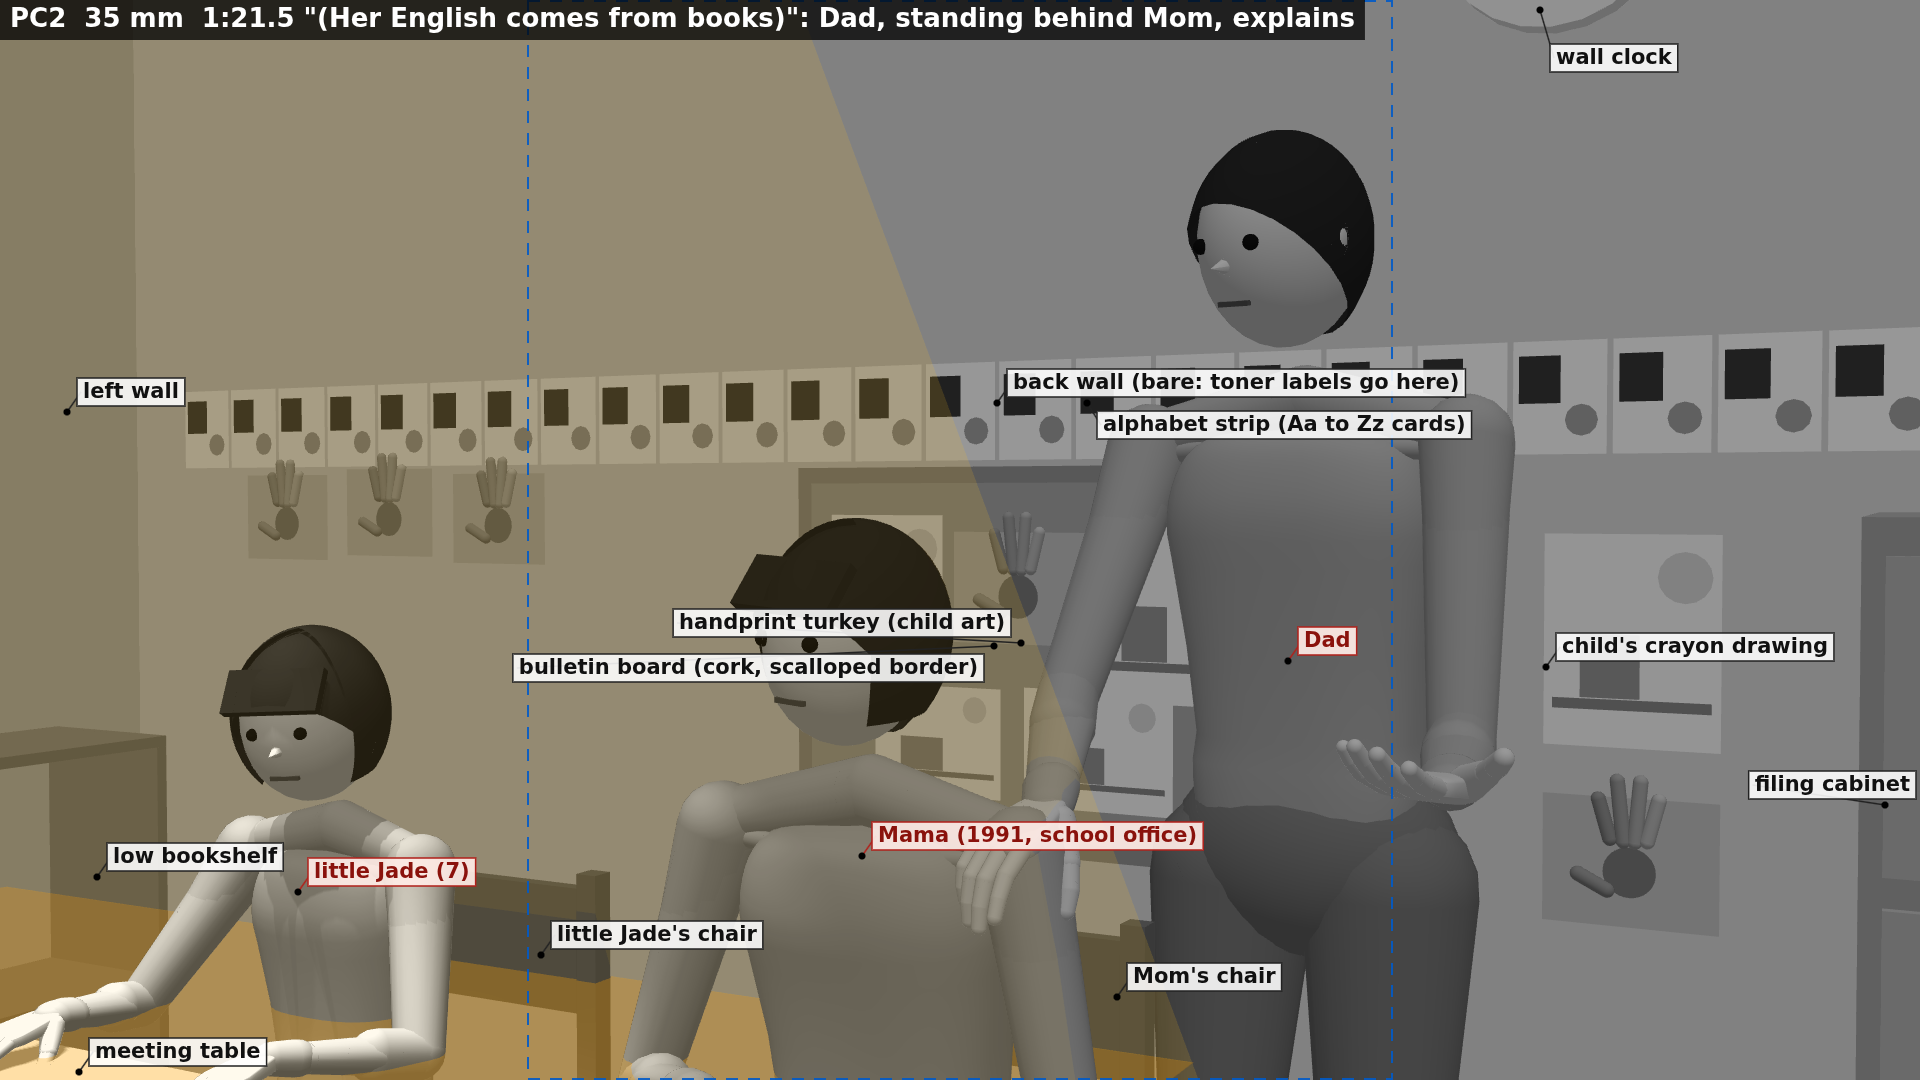 PC2 35 mm 1:21.5 "(Her English comes from books)": Dad, standing behind Mom, explains
wall clock
left wall
back wall (bare: toner labels go here)
alphabet strip (Aa to Zz cards)
handprint turkey (child art)
Dad
child's crayon drawing
bulletin board (cork, scalloped border)
filing cabinet
Mama (1991, school office)
low bookshelf
little Jade (7)
little Jade's chair
Mom's chair
meeting table